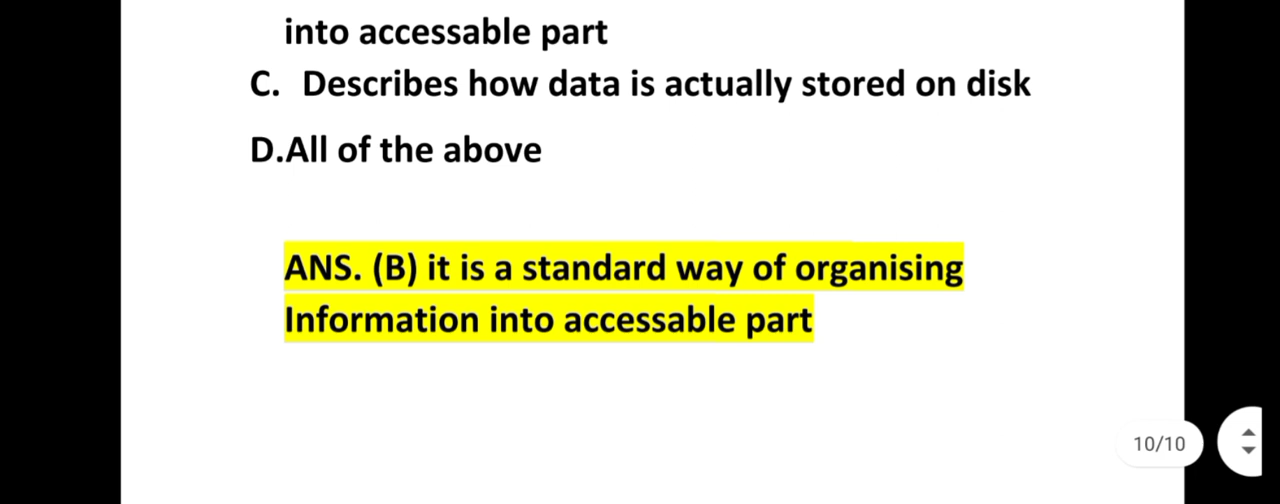 into accessable part
C. Describes how data is actually stored on disk
D.All of the above
ANS. (B) it is a standard way of organising
Information into accessable part
10/10